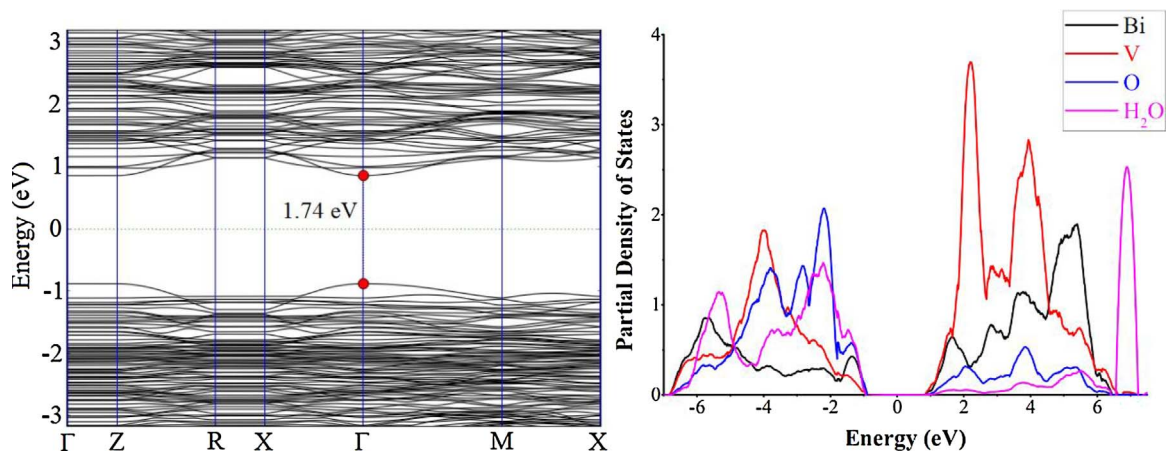 3
2
1
0
-1
-2
-3
Energy (eV)
1.74 eV
Γ Z R X Γ M X
4
3
2
1
0
Partial Density of States
Bi
V
O
H₂O
-6 -4 -2 0 2 4 6
Energy (eV)